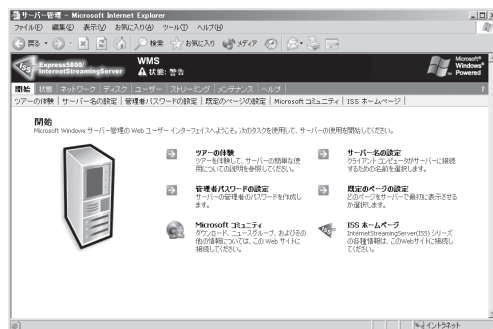 サーバー管理 - Microsoft Internet Explorer
ファイル(F) 編集(E) 表示(V) お気に入り(A) ツール(T) ヘルプ(H)
戻る 検索 お気に入り メディア
Express5800/
InternetStreamingServer
WMS
状態: 警告
Microsoft
Windows
Powered
開始 状態 ネットワーク ディスク ユーザー ストリーミング メンテナンス ヘルプ ?
ツアーの体験 | サーバー名の設定 | 管理者パスワードの設定 | 既定のページの設定 | Microsoft コミュニティ | ISS ホームページ
開始
Microsoft Windows サーバー管理の Web ユーザー インターフェイスへようこそ。次のタスクを使用して、サーバーの使用を開始してください。
ツアーの体験
ツアーを体験して、サーバーの簡単な使用についての説明を参照してください。
サーバー名の設定
クライアント コンピュータがサーバーに接続するための名前を選択します。
管理者パスワードの設定
サーバーの管理者のパスワードを作成します。
既定のページの設定
どのページをサーバーで最初に表示させるか選択します。
Microsoft コミュニティ
ダウンロード、ニュースグループ、およびその他の情報については、この Web サイトに接続してください。
ISS ホームページ
InternetStreamingServer(ISS) シリーズの各種情報は、このWebサイトに接続してください。
イントラネット